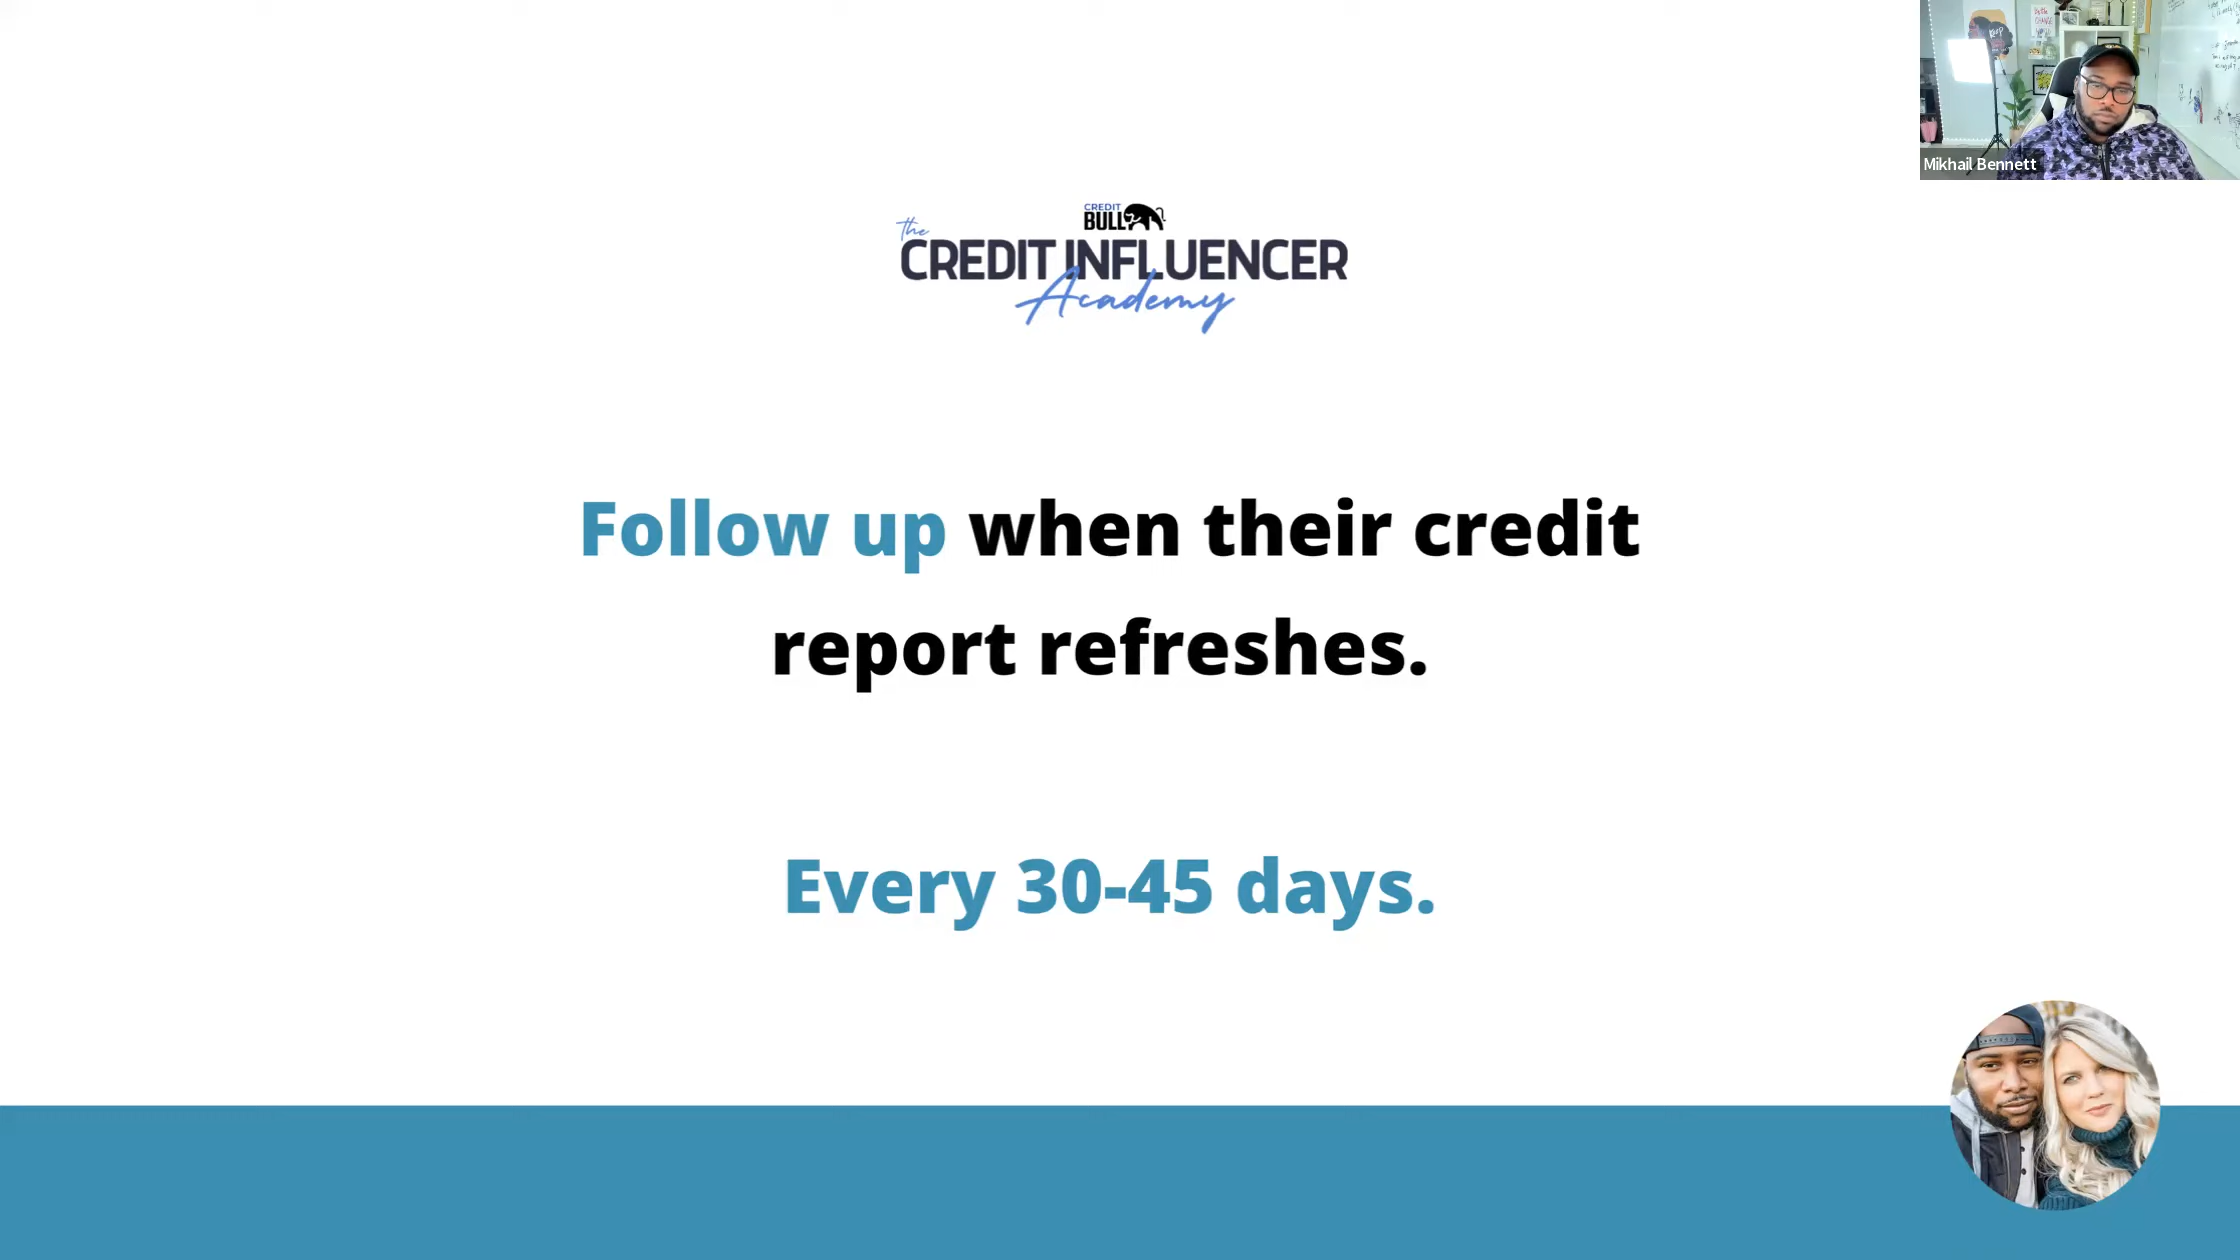 Mikhail Bennett
CREDIT
BULL
the
CREDIT INFLUENCER
Academy
Follow up when their credit
report refreshes.
Every 30-45 days.